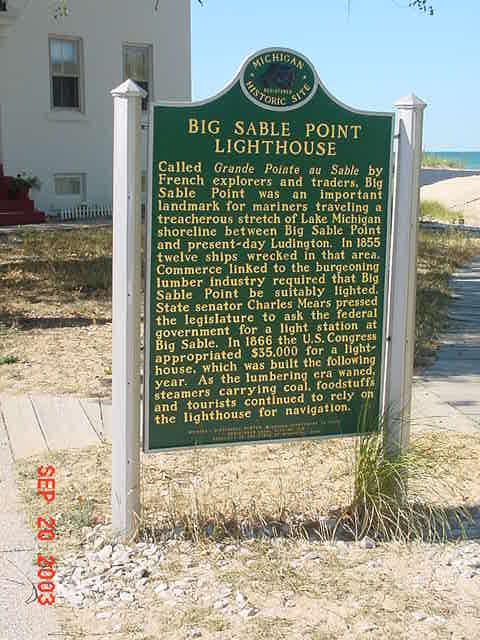 MICHIGAN
REGISTERED
HISTORIC SITE
BIG SABLE POINT
LIGHTHOUSE
Called Grande Pointe au Sable by
French explorers and traders, Big
Sable Point was an important
landmark for mariners traveling a
treacherous stretch of Lake Michigan
shoreline between Big Sable Point
and present-day Ludington. In 1855
twelve ships wrecked in that area.
Commerce linked to the burgeoning
lumber industry required that Big
Sable Point be suitably lighted.
State senator Charles Mears pressed
the legislature to ask the federal
government for a light station at
Big Sable. In 1866 the U.S. Congress
appropriated $35,000 for a light-
house, which was built the following
year. As the lumbering era waned,
steamers carrying coal, foodstuffs
and tourists continued to rely on
the lighthouse for navigation.
SEP 20 2003